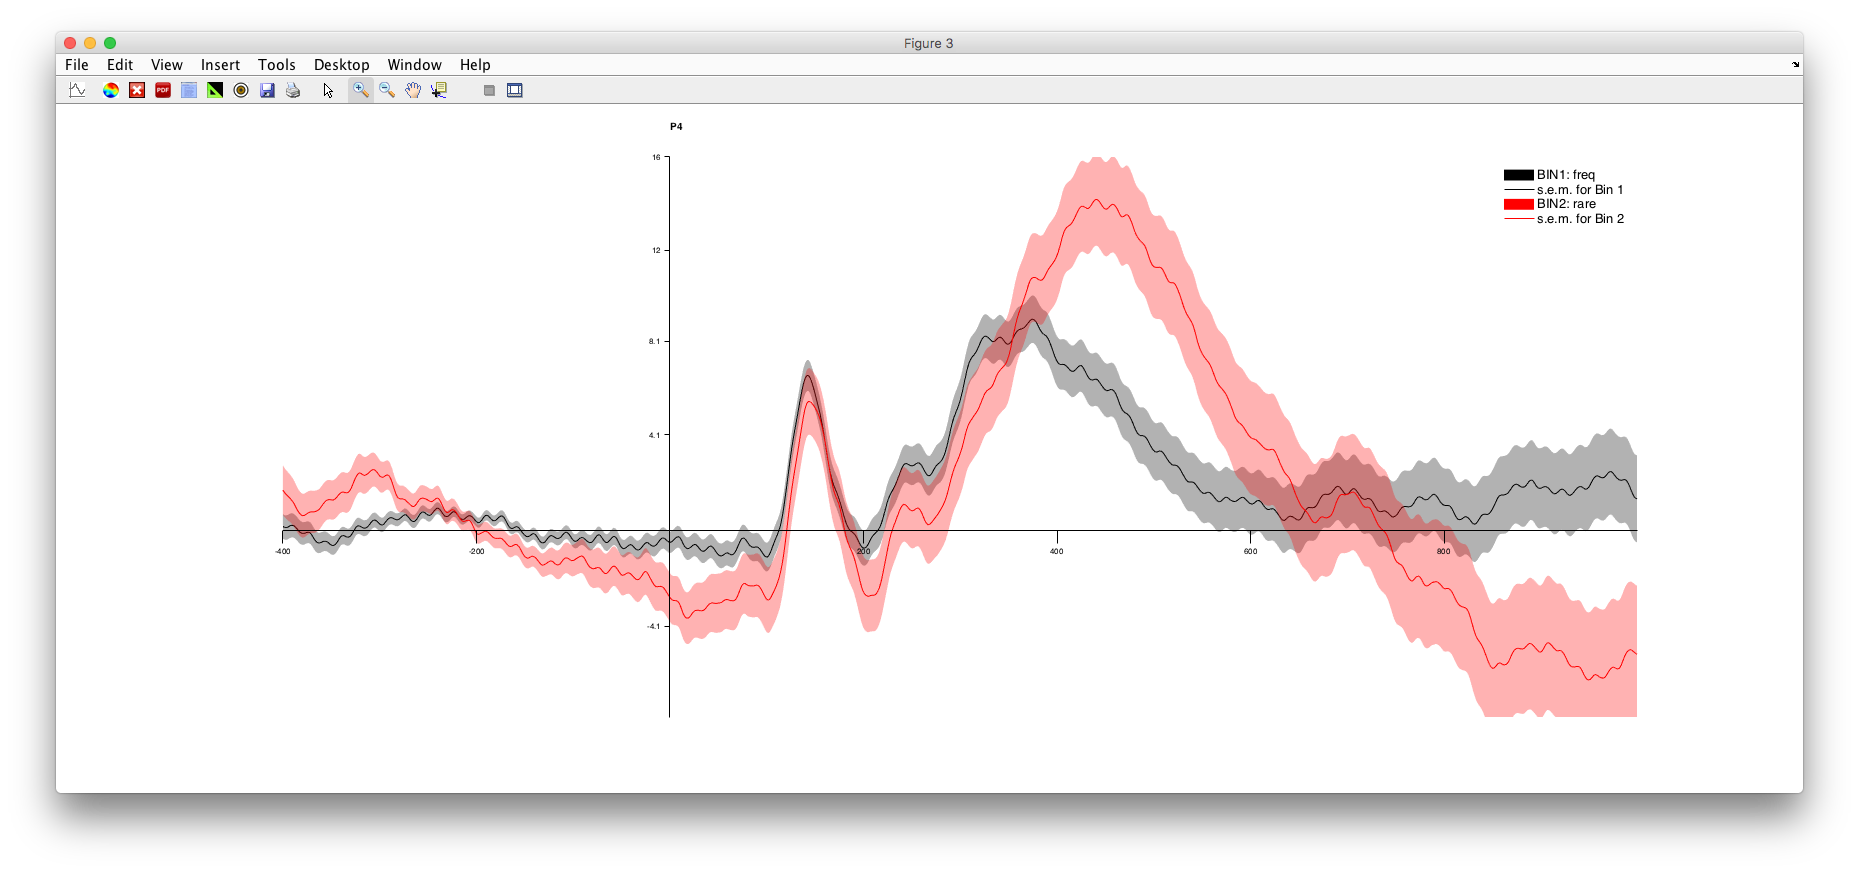 Figure 3
File Edit View Insert Tools Desktop Window Help
PDF
P4
16
BIN1: freq
s.e.m. for Bin 1
BIN2: rare
s.e.m. for Bin 2
12
8.1
4.1
-400 -200 200 400 600 800
-4.1